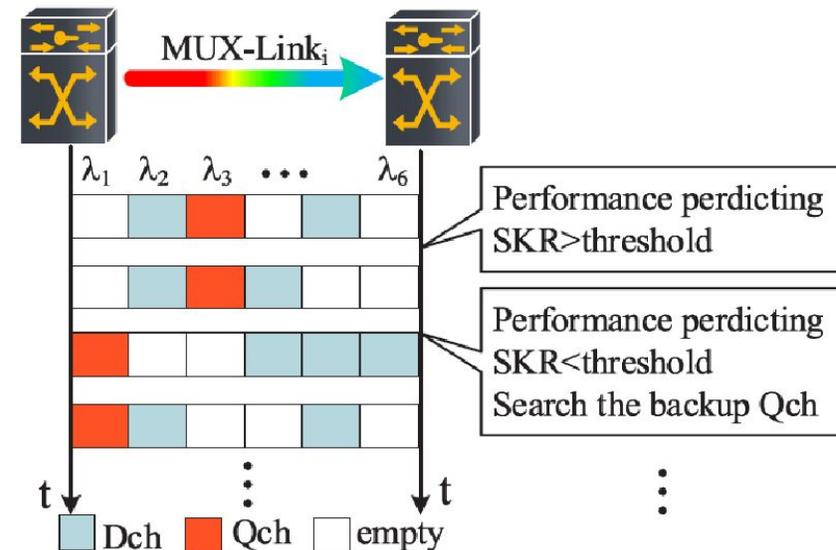 MUX-Linkᵢ
λ₁ λ₂ λ₃ ••• λ₆
Performance perdicting
SKR>threshold
Performance perdicting
SKR<threshold
Search the backup Qch
t t
Dch Qch empty